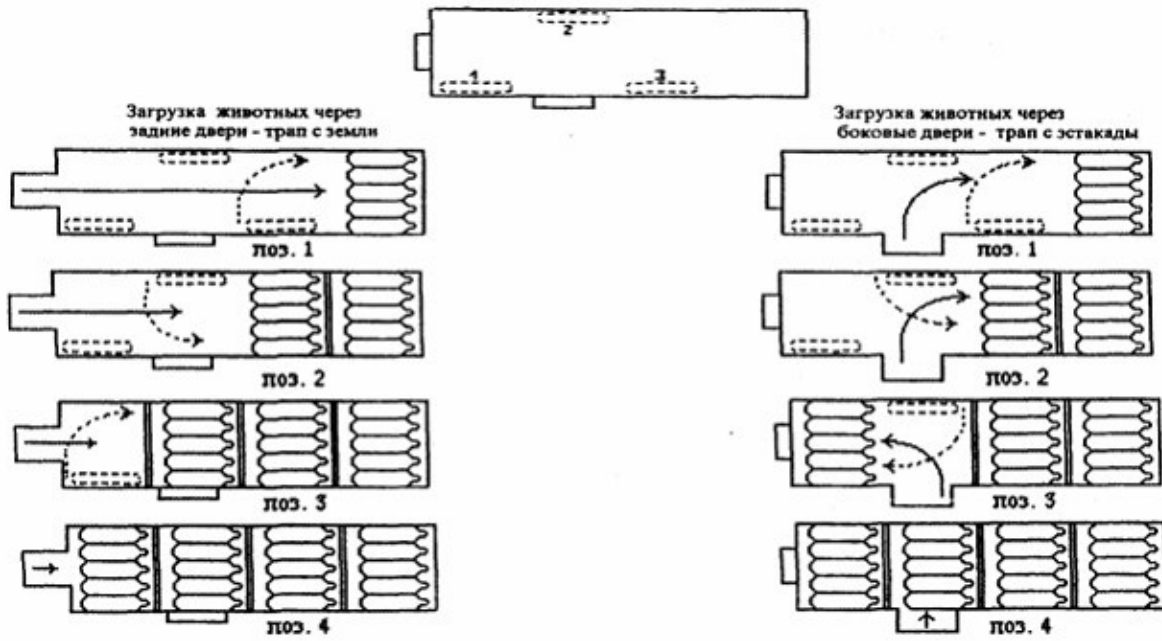 2
1 3
Загрузка животных через
задние двери - трап с земли
Загрузка животных через
боковые двери - трап с эстакады
поз. 1
поз. 1
поз. 2
поз. 2
поз. 3
поз. 3
поз. 4
поз. 4